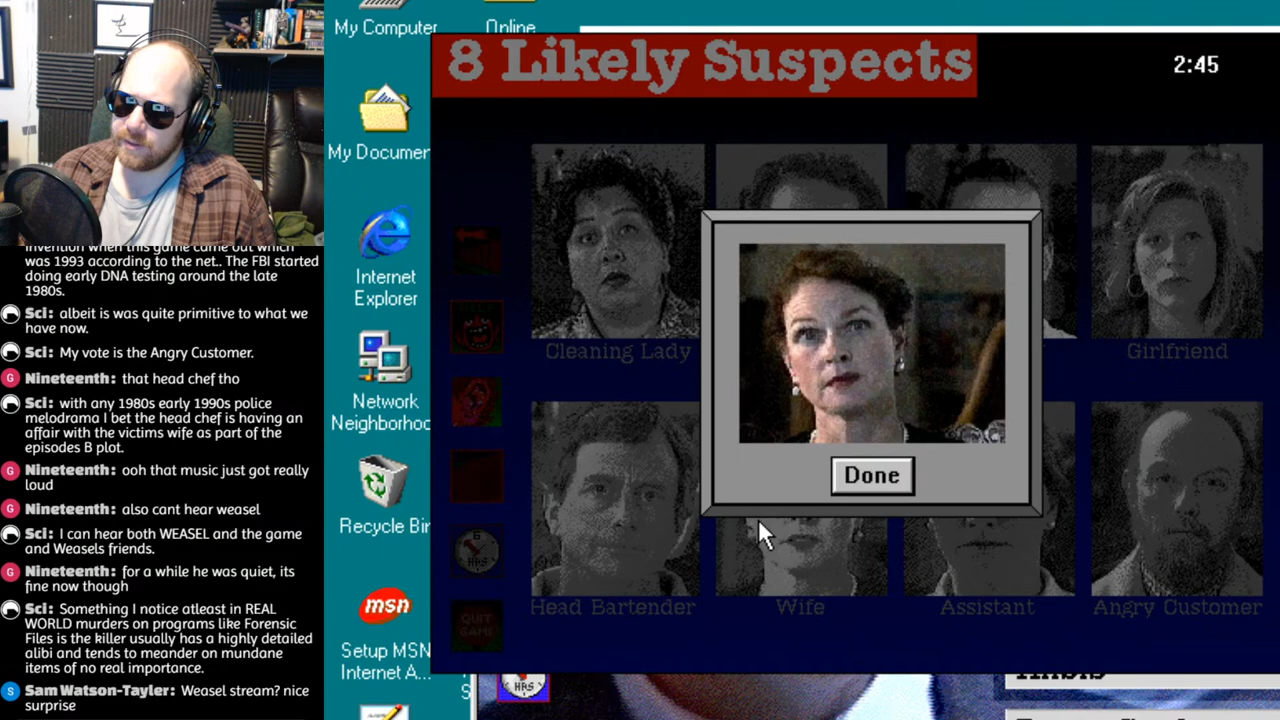 My Computer
Online
8 Likely Suspects
2:45
My Documen
Internet
Explorer
Network
Neighborhoo
Recycle Bin
msn
Setup MSN
Internet A...
S
Cleaning Lady
Girlfriend
Done
Head Bartender
Wife
Assistant
Angry Customer
6
HRS
QUIT
GAME
HRS
invention when this game came out which
was 1993 according to the net.. The FBI started
doing early DNA testing around the late
1980s.
Sci: albeit is was quite primitive to what we
have now.
Sci: My vote is the Angry Customer.
G Nineteenth: that head chef tho
Sci: with any 1980s early 1990s police
melodrama I bet the head chef is having an
affair with the victims wife as part of the
episodes B plot.
G Nineteenth: ooh that music just got really
loud
G Nineteenth: also cant hear weasel
Sci: I can hear both WEASEL and the game
and Weasels friends.
G Nineteenth: for a while he was quiet, its
fine now though
Sci: Something I notice atleast in REAL
WORLD murders on programs like Forensic
Files is the killer usually has a highly detailed
alibi and tends to meander on mundane
items of no real importance.
S Sam Watson-Tayler: Weasel stream? nice
surprise